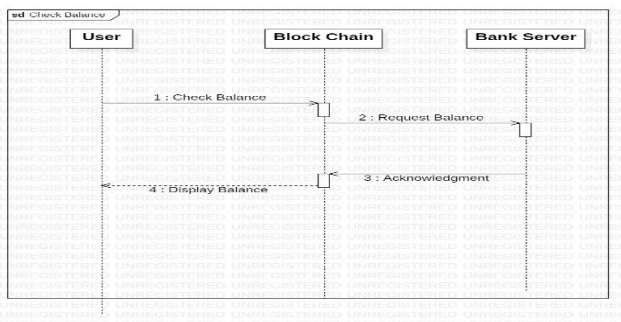 sd Check Balance
User
Block Chain
Bank Server
1 : Check Balance
2 : Request Balance
3 : Acknowledgment
4 : Display Balance
UNREGISTERED